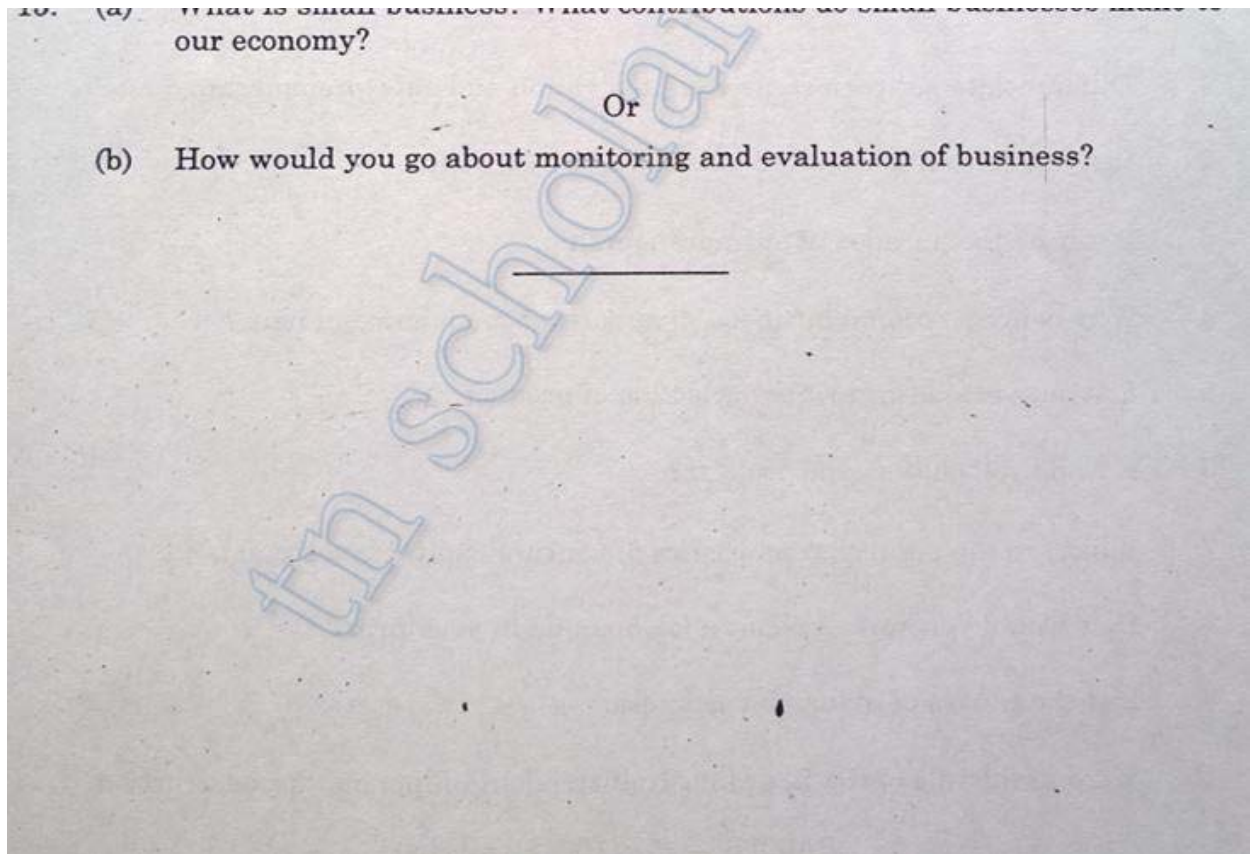 (a) What is small business? What contributions do small businesses make to
our economy?
Or
(b) How would you go about monitoring and evaluation of business?
tn scholar